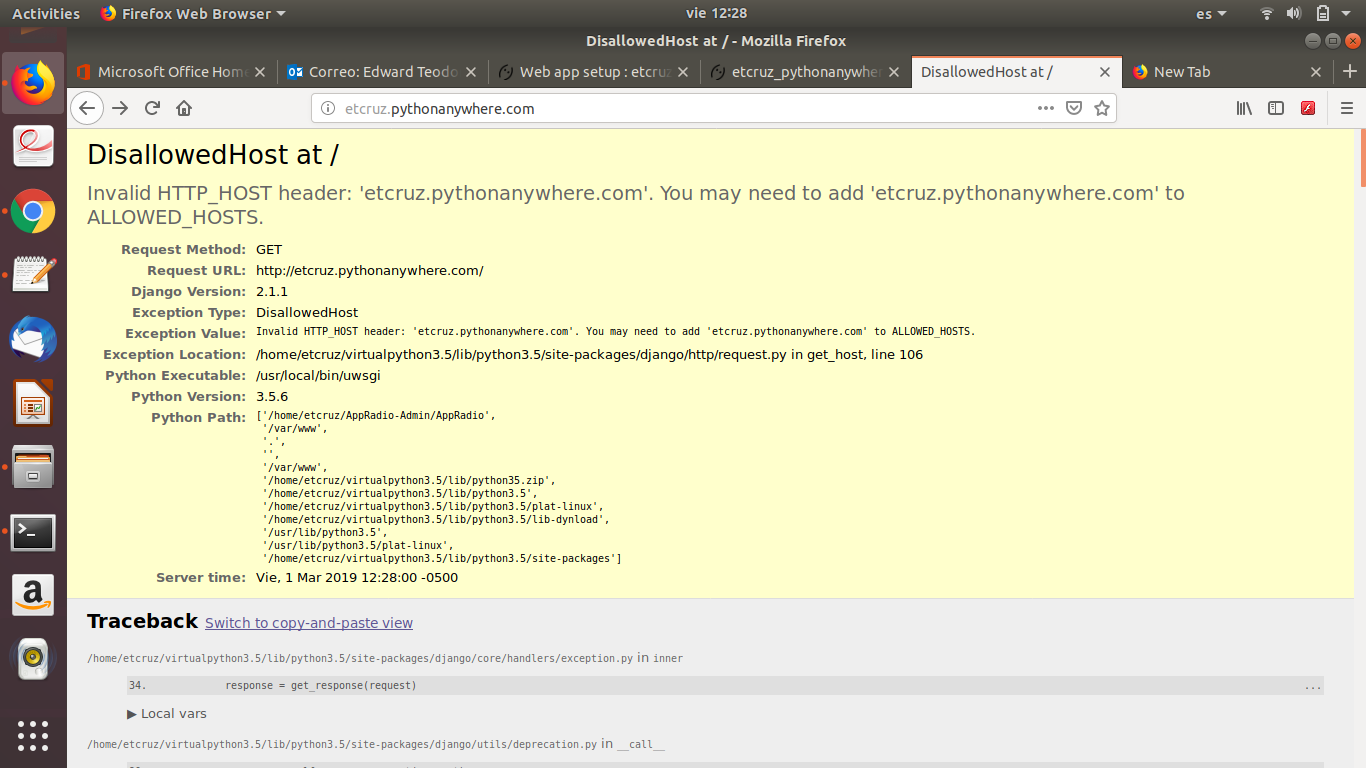 Activities Firefox Web Browser vie 12:28 es
DisallowedHost at / - Mozilla Firefox
Microsoft Office Home Correo: Edward Teodo Web app setup : etcruz etcruz_pythonanywhere DisallowedHost at / New Tab
etcruz.pythonanywhere.com
DisallowedHost at /
Invalid HTTP_HOST header: 'etcruz.pythonanywhere.com'. You may need to add 'etcruz.pythonanywhere.com' to
ALLOWED_HOSTS.
Request Method: GET
Request URL: http://etcruz.pythonanywhere.com/
Django Version: 2.1.1
Exception Type: DisallowedHost
Exception Value: Invalid HTTP_HOST header: 'etcruz.pythonanywhere.com'. You may need to add 'etcruz.pythonanywhere.com' to ALLOWED_HOSTS.
Exception Location: /home/etcruz/virtualpython3.5/lib/python3.5/site-packages/django/http/request.py in get_host, line 106
Python Executable: /usr/local/bin/uwsgi
Python Version: 3.5.6
Python Path: ['/home/etcruz/AppRadio-Admin/AppRadio',
'/var/www',
'.',
'',
'/var/www',
'/home/etcruz/virtualpython3.5/lib/python35.zip',
'/home/etcruz/virtualpython3.5/lib/python3.5',
'/home/etcruz/virtualpython3.5/lib/python3.5/plat-linux',
'/home/etcruz/virtualpython3.5/lib/python3.5/lib-dynload',
'/usr/lib/python3.5',
'/usr/lib/python3.5/plat-linux',
'/home/etcruz/virtualpython3.5/lib/python3.5/site-packages']
Server time: Vie, 1 Mar 2019 12:28:00 -0500
Traceback Switch to copy-and-paste view
/home/etcruz/virtualpython3.5/lib/python3.5/site-packages/django/core/handlers/exception.py in inner
34. response = get_response(request) ...
▶ Local vars
/home/etcruz/virtualpython3.5/lib/python3.5/site-packages/django/utils/deprecation.py in __call__